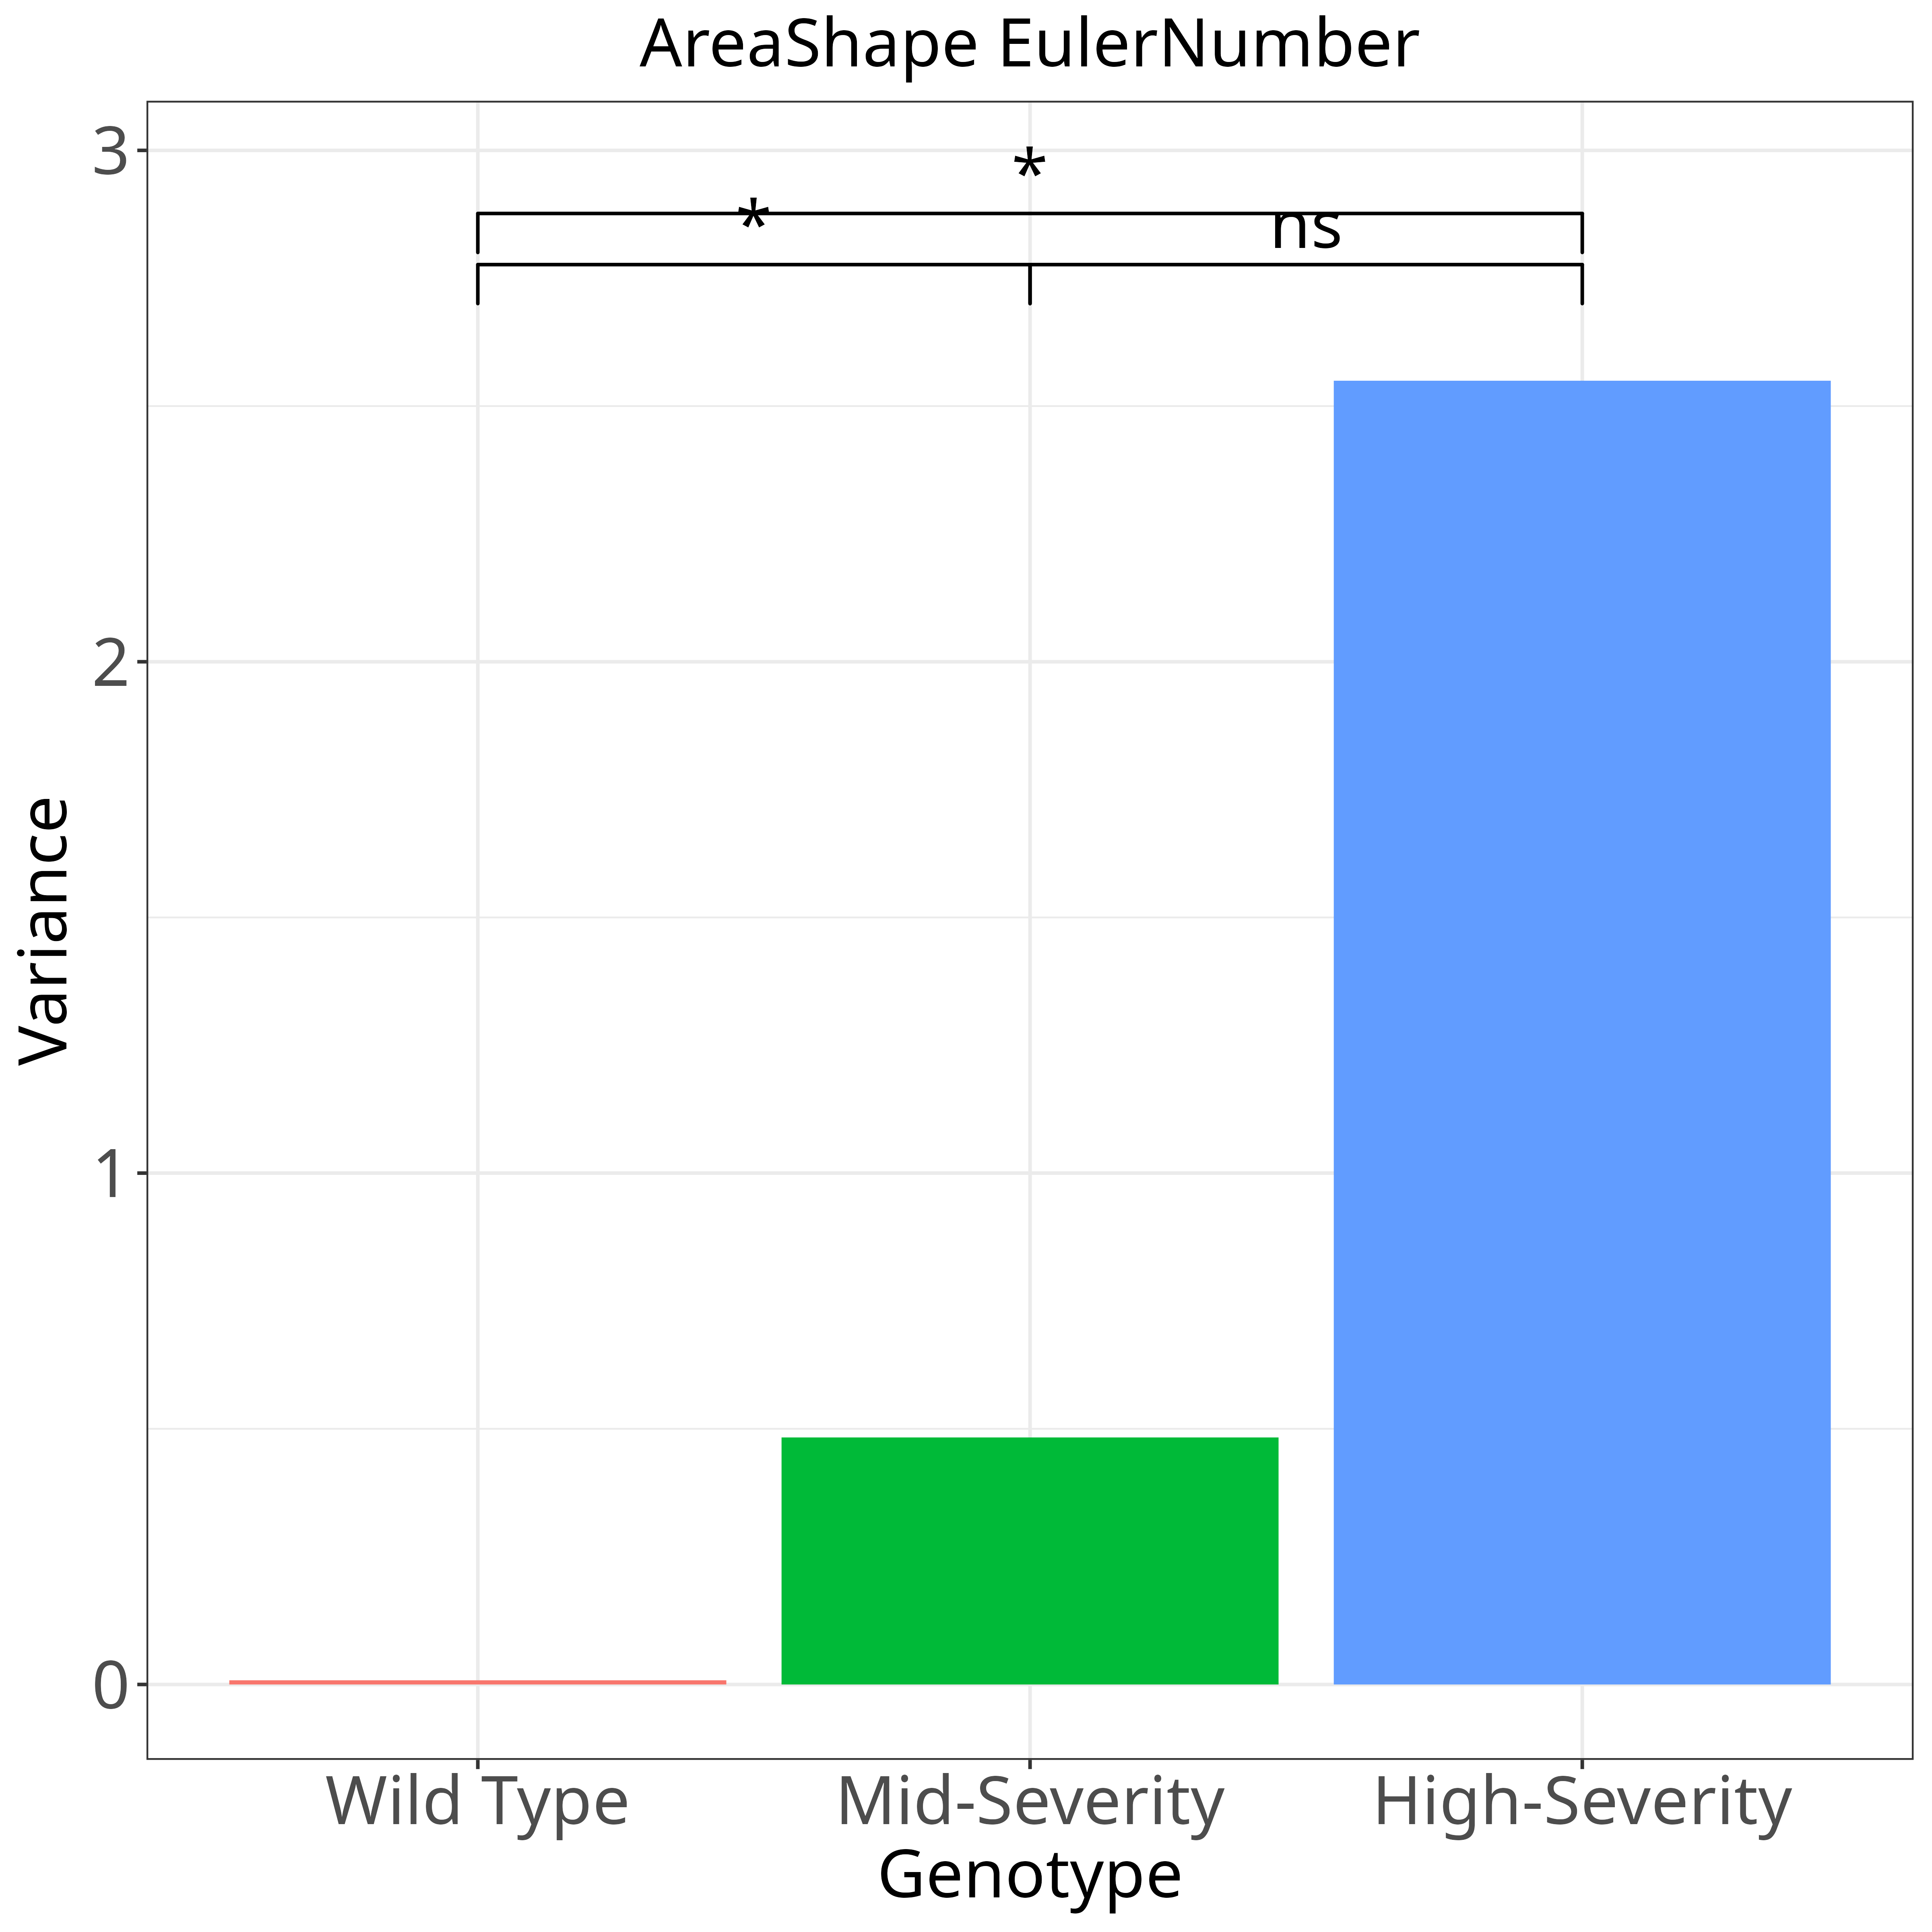 AreaShape EulerNumber
3
*
*
ns
2
Variance
1
0
Wild Type
Mid-Severity
High-Severity
Genotype